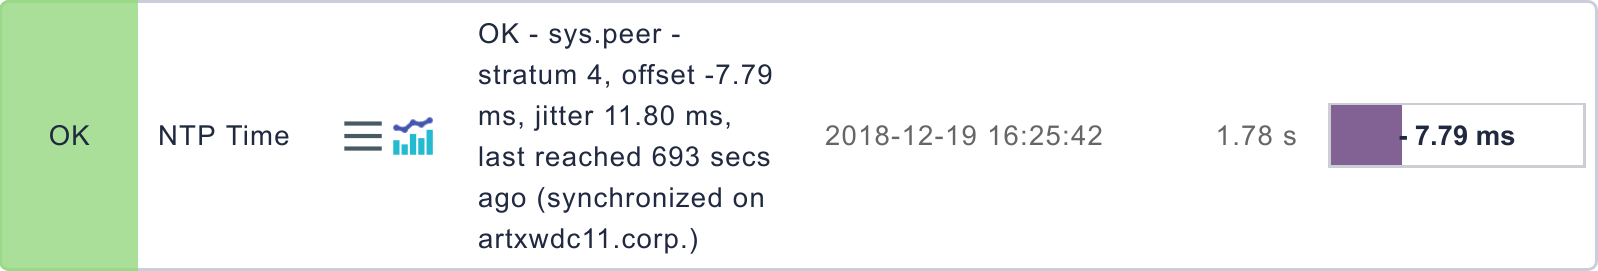 OK
NTP Time
OK - sys.peer -
stratum 4, offset -7.79
ms, jitter 11.80 ms,
last reached 693 secs
ago (synchronized on
artxwdc11.corp.)
2018-12-19 16:25:42
1.78 s
- 7.79 ms